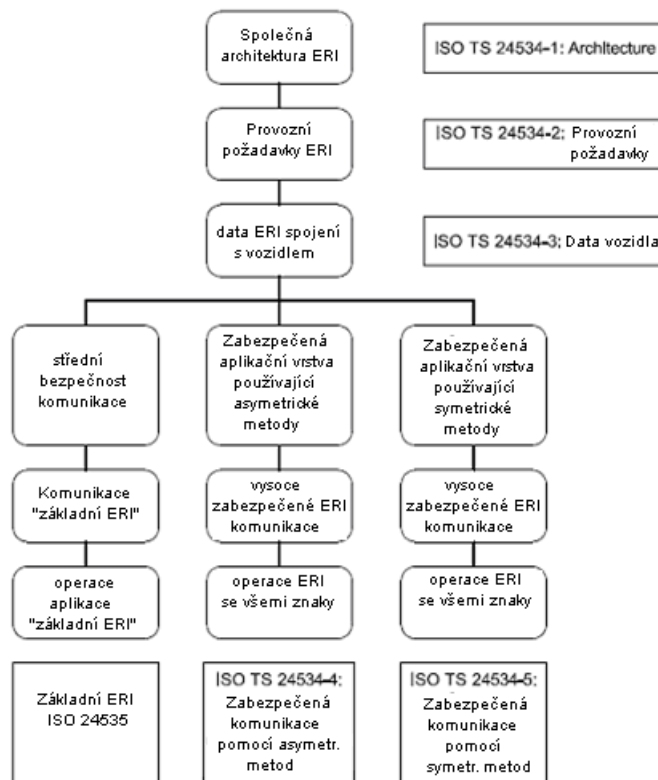 Společná
architektura ERI
ISO TS 24534-1: Architecture
Provozní
požadavky ERI
ISO TS 24534-2: Provozní
požadavky
data ERI spojení
s vozidlem
ISO TS 24534-3: Data vozidla
střední
bezpečnost
komunikace
Zabezpečená
aplikační vrstva
používající
asymetrické
metody
Zabezpečená
aplikační vrstva
používající
symetrické
metody
Komunikace
"základní ERI"
vysoce
zabezpečené ERI
komunikace
vysoce
zabezpečené ERI
komunikace
operace
aplikace
"základní ERI"
operace ERI
se všemi znaky
operace ERI
se všemi znaky
Základní ERI
ISO 24535
ISO TS 24534-4:
Zabezpečená
komunikace
pomocí asymetr.
metod
ISO TS 24534-5:
Zabezpečená
komunikace
pomocí
symetr. metod